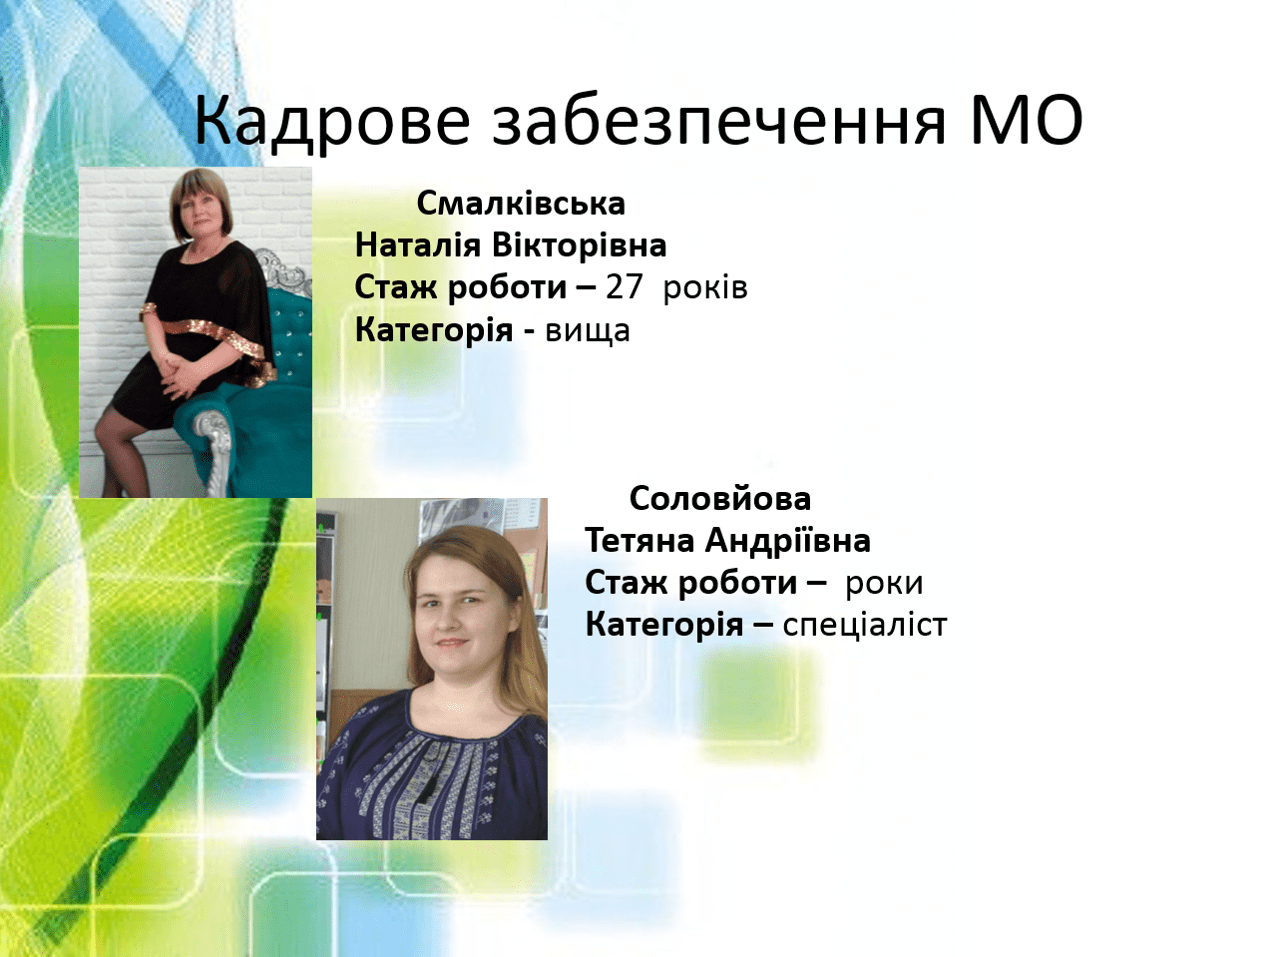 Кадрове забезпечення МО
Смалківська
Наталія Вікторівна
Стаж роботи – 27 років
Категорія - вища
Соловйова
Тетяна Андріївна
Стаж роботи – роки
Категорія – спеціаліст